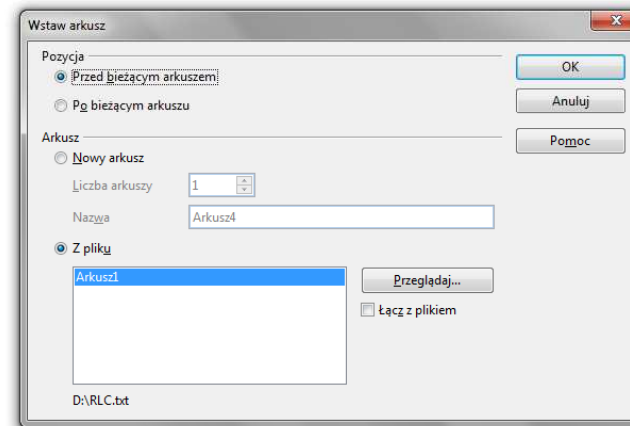 Wstaw arkusz
Pozycja
Przed bieżącym arkuszem
Po bieżącym arkuszu
OK
Anuluj
Pomoc
Arkusz
Nowy arkusz
Liczba arkuszy 1
Nazwa Arkusz4
Z pliku
Arkusz1
Przeglądaj...
Łącz z plikiem
D:\RLC.txt